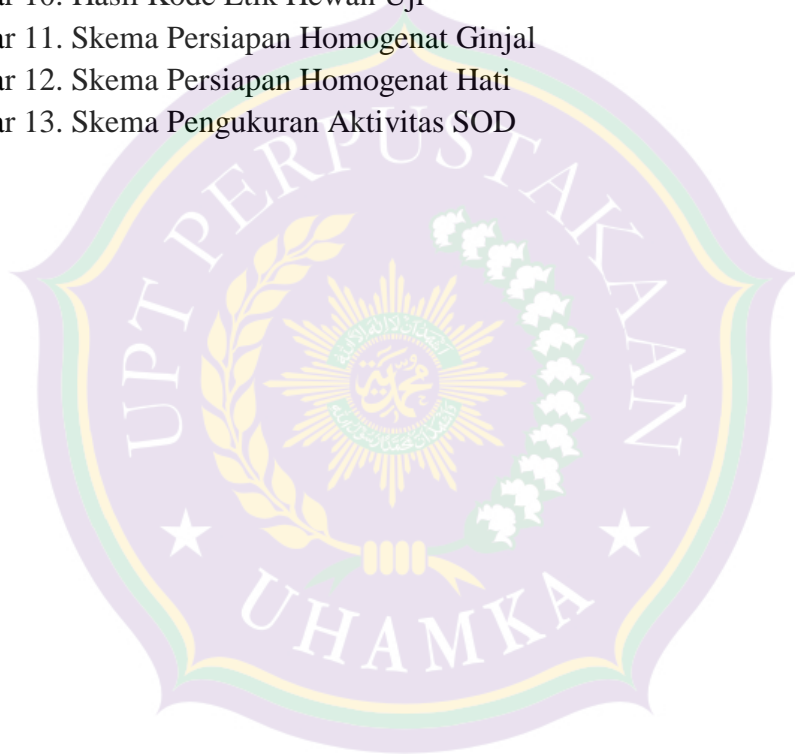 ar 10. Hasil Kode Etik Hewan Uji
ar 11. Skema Persiapan Homogenat Ginjal
ar 12. Skema Persiapan Homogenat Hati
ar 13. Skema Pengukuran Aktivitas SOD
UPT PERPUSTAKAAN
محمدية
UHAMKA